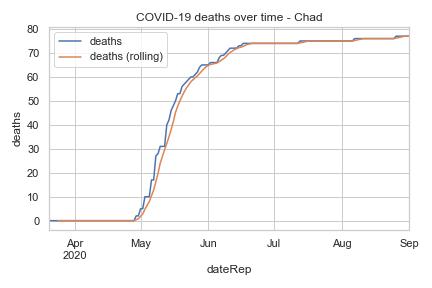 COVID-19 deaths over time - Chad
deaths
deaths (rolling)
80
70
60
50
40
30
20
10
0
deaths
Apr
2020
May
Jun
Jul
Aug
Sep
dateRep